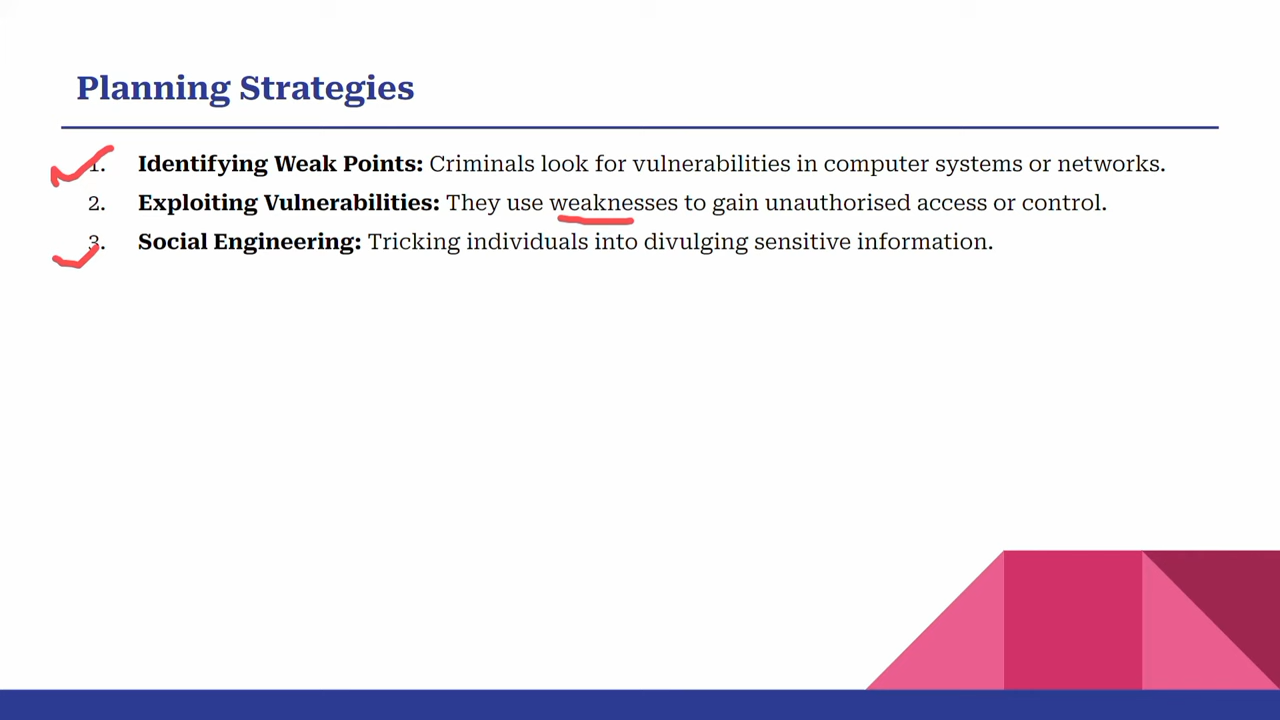 Planning Strategies
1. Identifying Weak Points: Criminals look for vulnerabilities in computer systems or networks.
2. Exploiting Vulnerabilities: They use weaknesses to gain unauthorised access or control.
3. Social Engineering: Tricking individuals into divulging sensitive information.